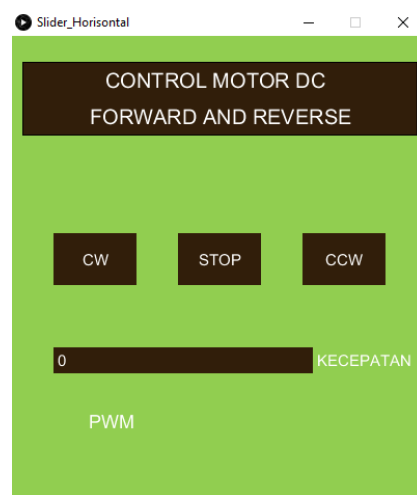 Slider_Horisontal
CONTROL MOTOR DC
FORWARD AND REVERSE
CW STOP CCW
0 KECEPATAN
PWM